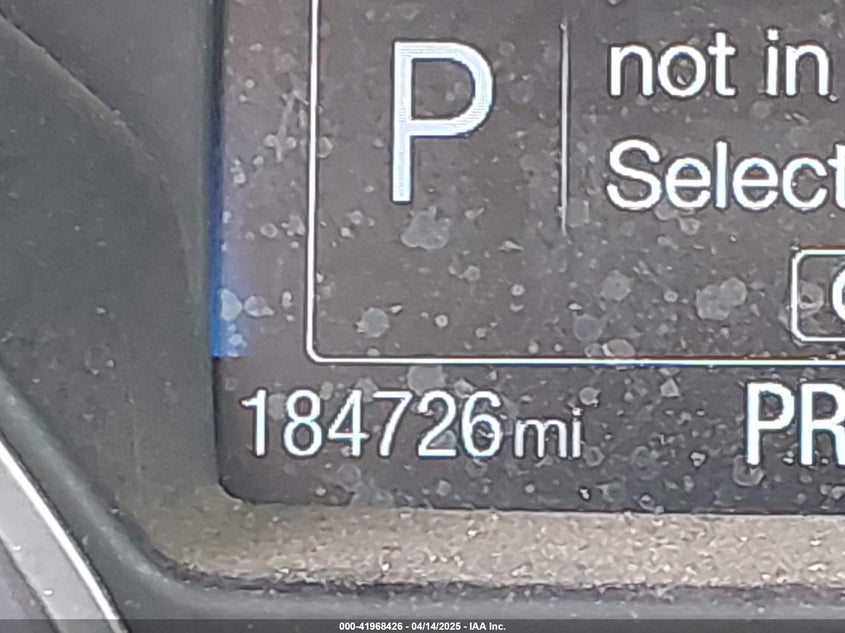 P
not in
Select
184726mi
PR
000-41968426 - 04/14/2025 - IAA Inc.